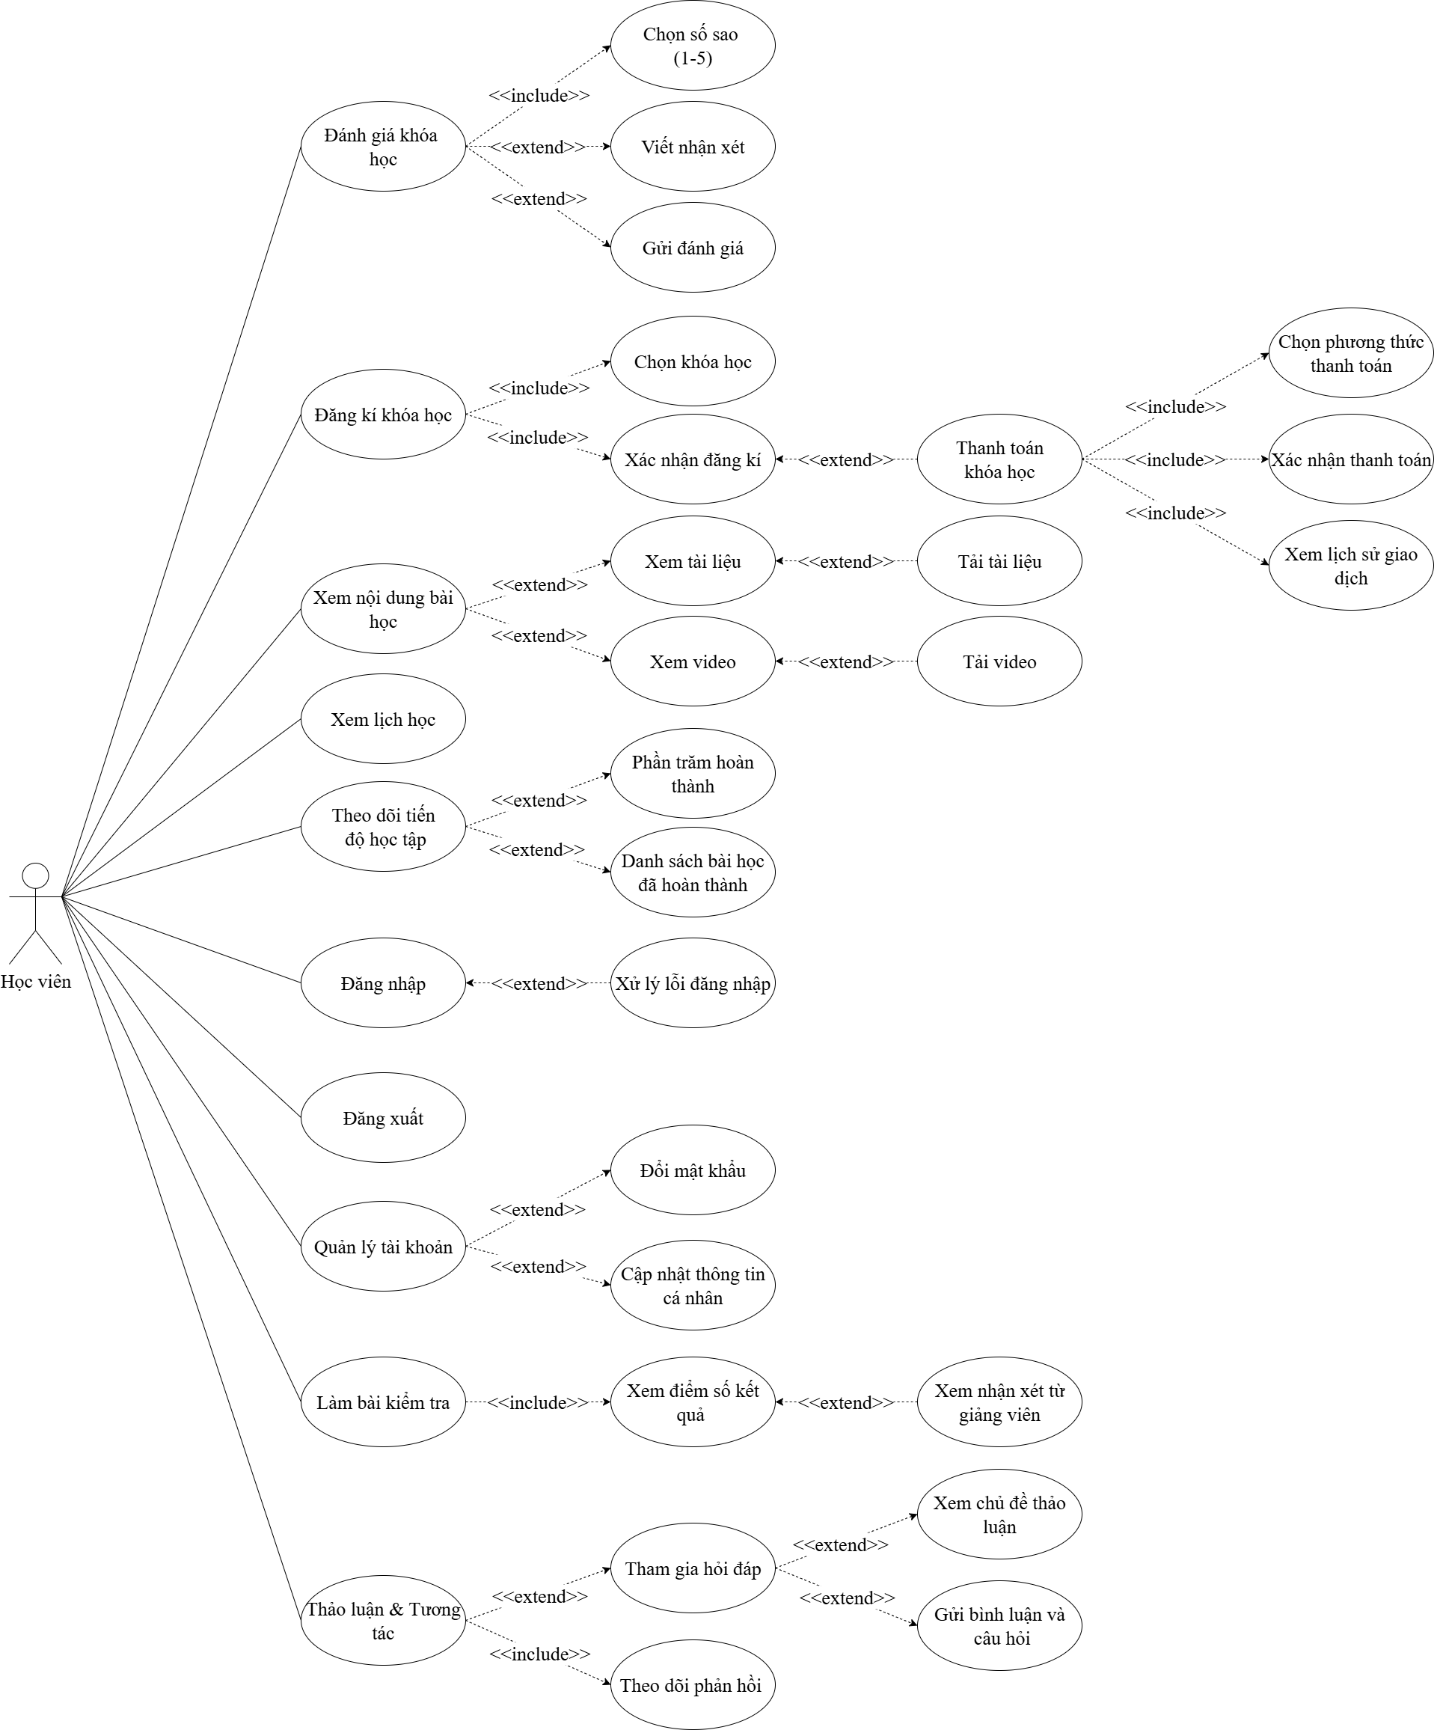 Chọn số sao
(1-5)
<<include>>
Đánh giá khóa
học
<<extend>>
Viết nhận xét
<<extend>>
Gửi đánh giá
Chọn khóa học
<<include>>
Đăng kí khóa học
<<include>>
Xác nhận đăng kí
<<extend>>
Thanh toán
khóa học
Chọn phương thức
thanh toán
<<include>>
<<include>>
Xác nhận thanh toán
<<include>>
Xem lịch sử giao
dịch
Xem nội dung bài
học
<<extend>>
Xem tài liệu
<<extend>>
Tải tài liệu
<<extend>>
Xem video
<<extend>>
Tải video
Xem lịch học
Phần trăm hoàn
thành
<<extend>>
Theo dõi tiến
độ học tập
<<extend>>
Danh sách bài học
đã hoàn thành
Học viên
Đăng nhập
<<extend>>
Xử lý lỗi đăng nhập
Đăng xuất
Đổi mật khẩu
<<extend>>
Quản lý tài khoản
<<extend>>
Cập nhật thông tin
cá nhân
Làm bài kiểm tra
<<include>>
Xem điểm số kết
quả
<<extend>>
Xem nhận xét từ
giảng viên
Xem chủ đề thảo
luận
<<extend>>
Tham gia hỏi đáp
<<extend>>
<<extend>>
Gửi bình luận và
câu hỏi
Thảo luận & Tương
tác
<<include>>
Theo dõi phản hồi